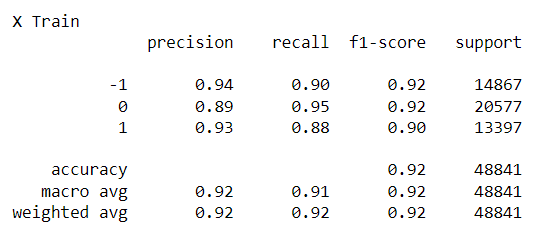 X Train
precision recall f1-score support
-1 0.94 0.90 0.92 14867
0 0.89 0.95 0.92 20577
1 0.93 0.88 0.90 13397
accuracy 0.92 48841
macro avg 0.92 0.91 0.92 48841
weighted avg 0.92 0.92 0.92 48841